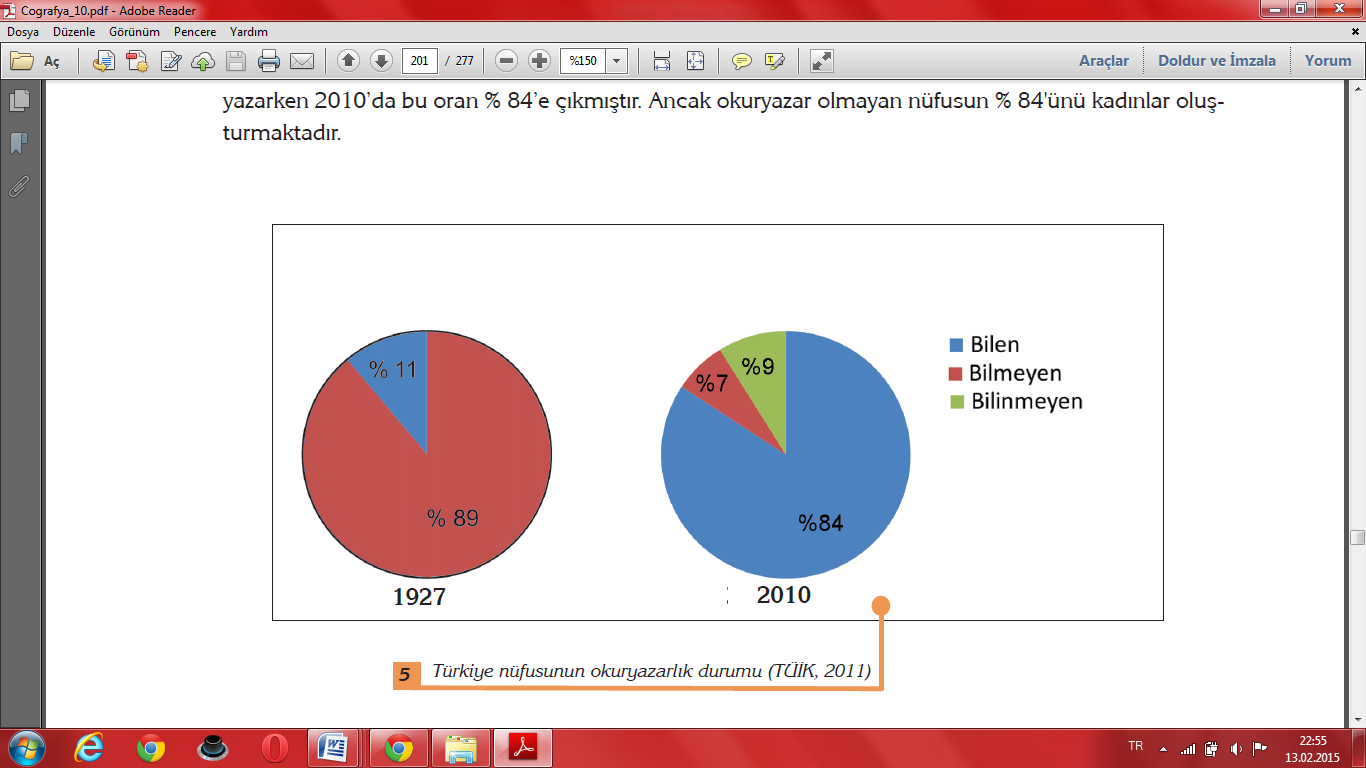 Cografya_10.pdf - Adobe Reader
Dosya Düzenle Görünüm Pencere Yardım
Aç 201 / 277 %150 Araçlar Doldur ve İmzala Yorum
yazarken 2010'da bu oran % 84'e çıkmıştır. Ancak okuryazar olmayan nüfusun % 84'ünü kadınlar oluş-
turmaktadır.
% 11
% 89
1927
%9
%7
%84
2010
Bilen
Bilmeyen
Bilinmeyen
5 Türkiye nüfusunun okuryazarlık durumu (TÜİK, 2011)
TR 22:55
13.02.2015